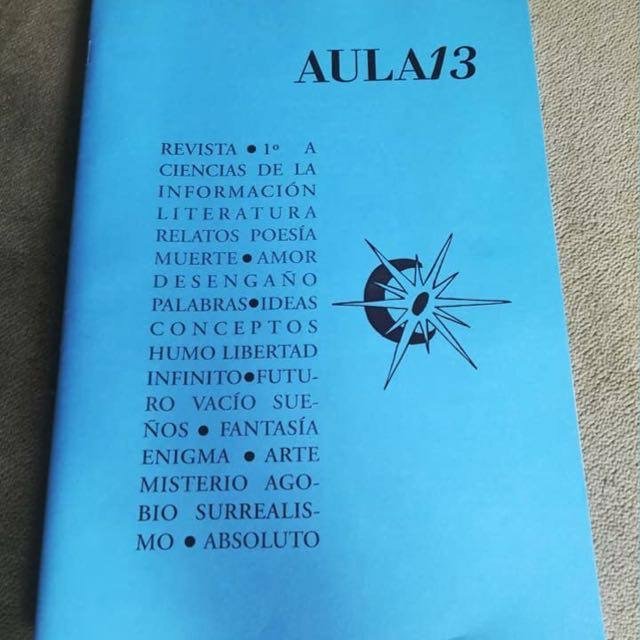 AULA13
REVISTA ● 1º A
CIENCIAS DE LA
INFORMACIÓN
LITERATURA
RELATOS POESÍA
MUERTE ● AMOR
DESENGAÑO
PALABRAS ● IDEAS
CONCEPTOS
HUMO LIBERTAD
INFINITO ● FUTU-
RO VACÍO SUE-
ÑOS ● FANTASÍA
ENIGMA ● ARTE
MISTERIO AGO-
BIO SURREALIS-
MO ● ABSOLUTO